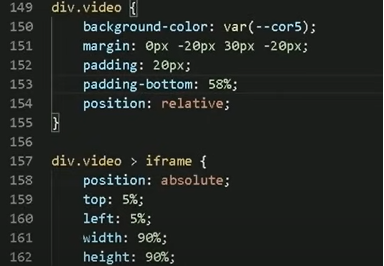 149 div.video {
150 background-color: var(--cor5);
151 margin: 0px -20px 30px -20px;
152 padding: 20px;
153 padding-bottom: 58%;
154 position: relative;
155 }
156
157 div.video > iframe {
158 position: absolute;
159 top: 5%;
160 left: 5%;
161 width: 90%;
162 height: 90%;